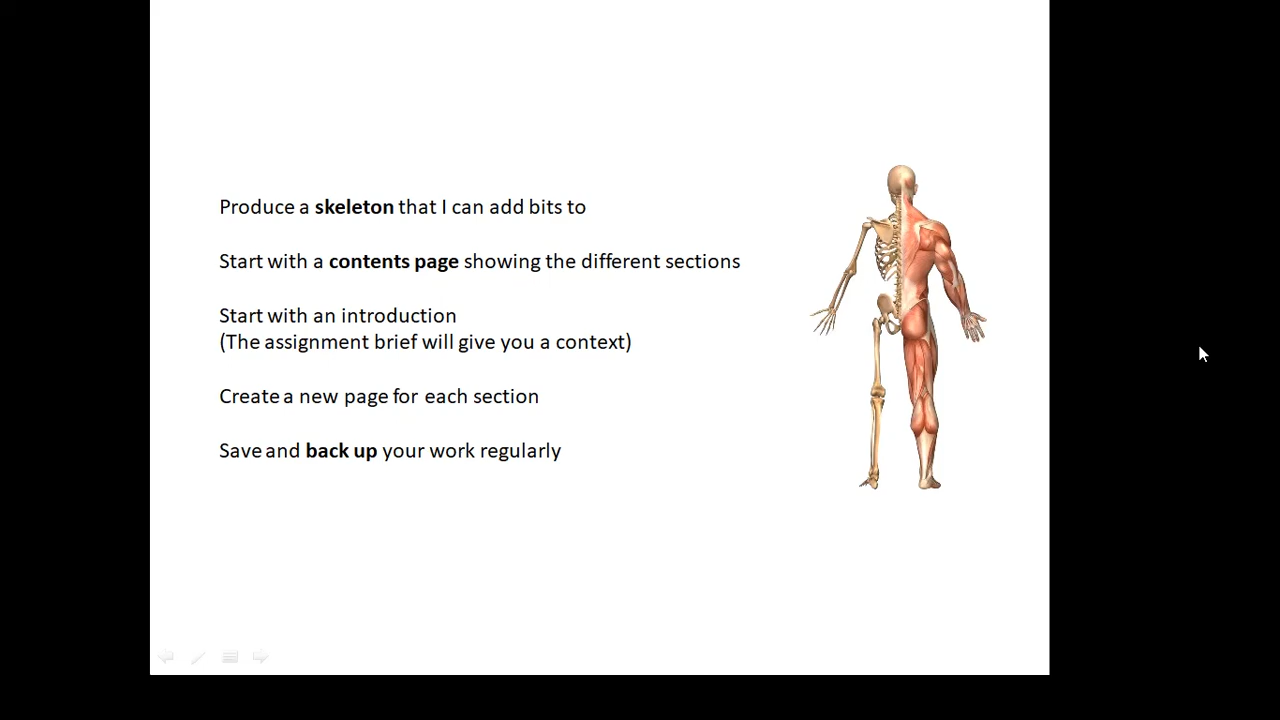 Produce a skeleton that I can add bits to
Start with a contents page showing the different sections
Start with an introduction
(The assignment brief will give you a context)
Create a new page for each section
Save and back up your work regularly